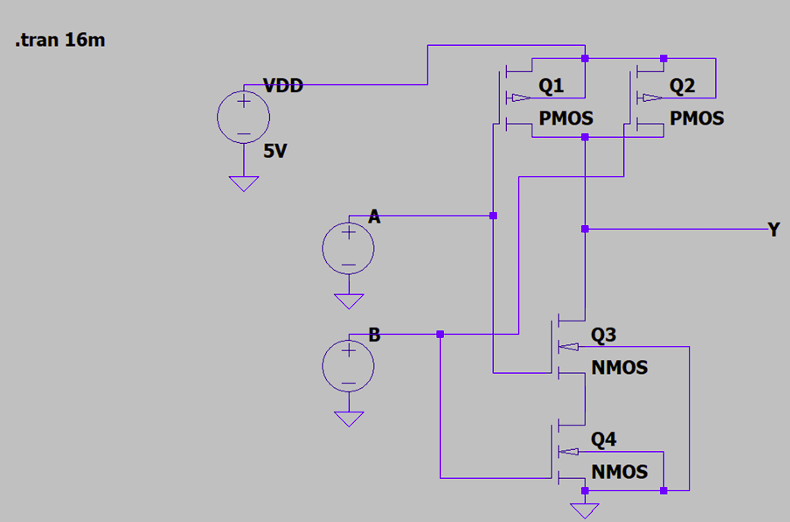 .tran 16m
VDD
5V
Q1
PMOS
Q2
PMOS
A
Y
B
Q3
NMOS
Q4
NMOS